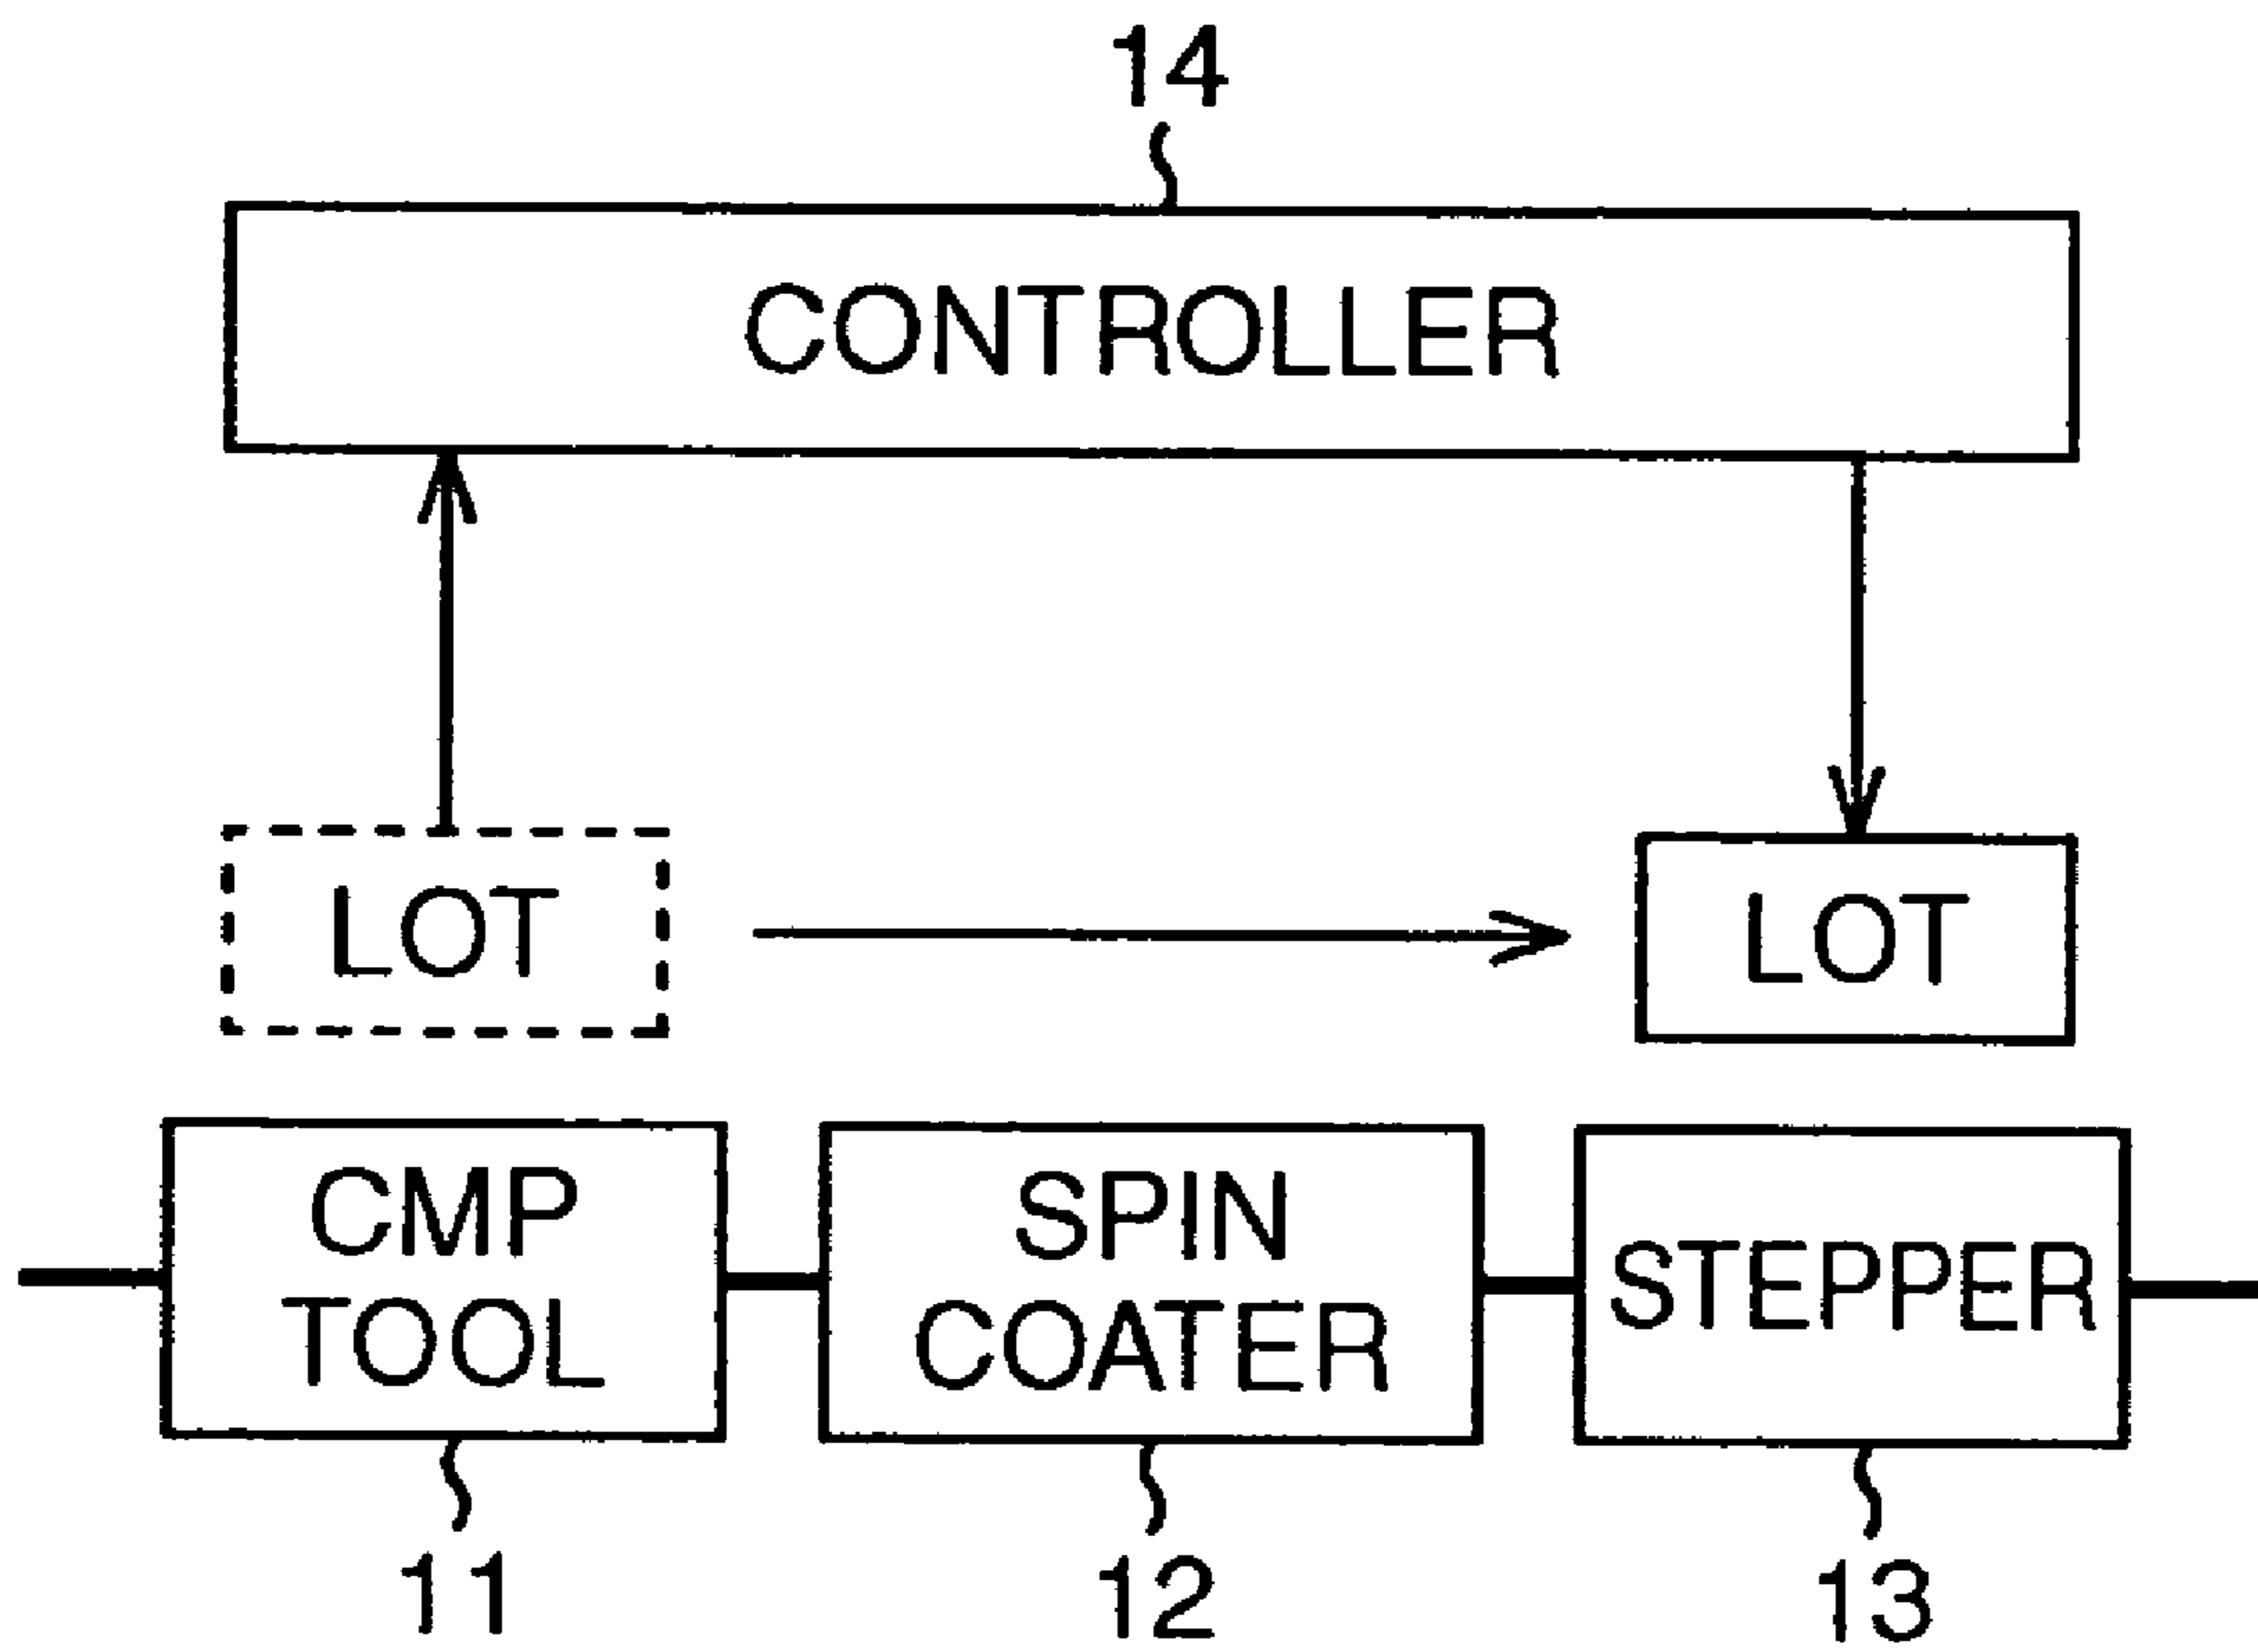 14
CONTROLLER
LOT
LOT
CMP
TOOL
SPIN
COATER
STEPPER
11
12
13